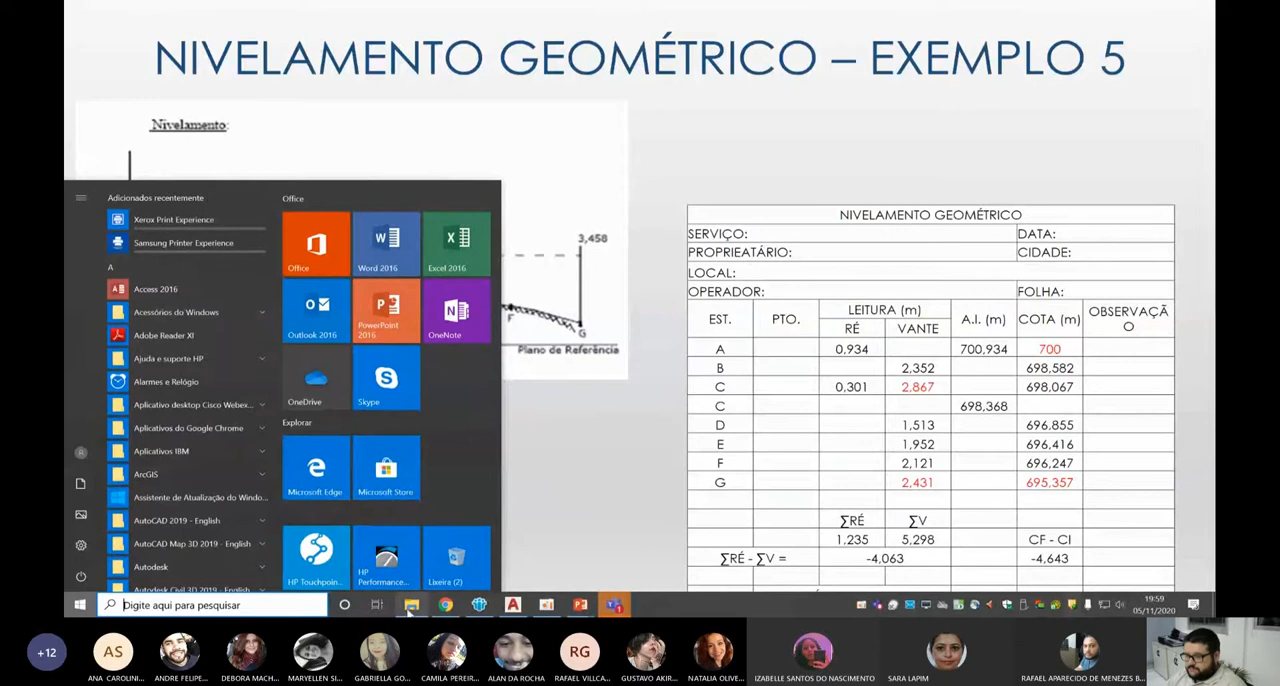 NIVELAMENTO GEOMÉTRICO – EXEMPLO 5
Nivelamento:
3,458
F
G
Plano de Referência
Adicionados recentemente
Xerox Print Experience
Samsung Printer Experience
A
Access 2016
Acessórios do Windows
Adobe Reader XI
Ajuda e suporte HP
Alarmes e Relógio
Aplicativo desktop Cisco Webex...
Aplicativos do Google Chrome
Aplicativos IBM
ArcGIS
Assistente de Atualização do Windo...
AutoCAD 2019 - English
AutoCAD Map 3D 2019 - English
Autodesk
Autodesk Civil 3D 2019 - English
Office
Office
Word 2016
Excel 2016
Outlook 2016
PowerPoint 2016
OneNote
OneDrive
Skype
Explorar
Microsoft Edge
Microsoft Store
HP Touchpoin...
HP Performance...
Lixeira (2)
Digite aqui para pesquisar
NIVELAMENTO GEOMÉTRICO
SERVIÇO: DATA:
PROPRIEATÁRIO: CIDADE:
LOCAL:
OPERADOR: FOLHA:
EST. PTO. LEITURA (m) A.I. (m) COTA (m) OBSERVAÇÃ
O
RÉ VANTE
A 0,934 700,934 700
B 2,352 698,582
C 0,301 2,867 698,067
C 698,368
D 1,513 696,855
E 1,952 696,416
F 2,121 696,247
G 2,431 695,357
∑RÉ ∑V
1,235 5,298 CF - CI
∑RÉ - ∑V = -4,063 -4,643
19:59
05/11/2020
+12
AS
RG
ANA CAROLINI...
ANDRE FELIPE...
DEBORA MACH...
MARYELLEN SI...
GABRIELLA GO...
CAMILA PEREIR...
ALAN DA ROCHA
RAFAEL VILLCA...
GUSTAVO AKIR...
NATALIA OLIVE...
IZABELLE SANTOS DO NASCIMENTO
SARA LAPIM
RAFAEL APARECIDO DE MENEZES B...